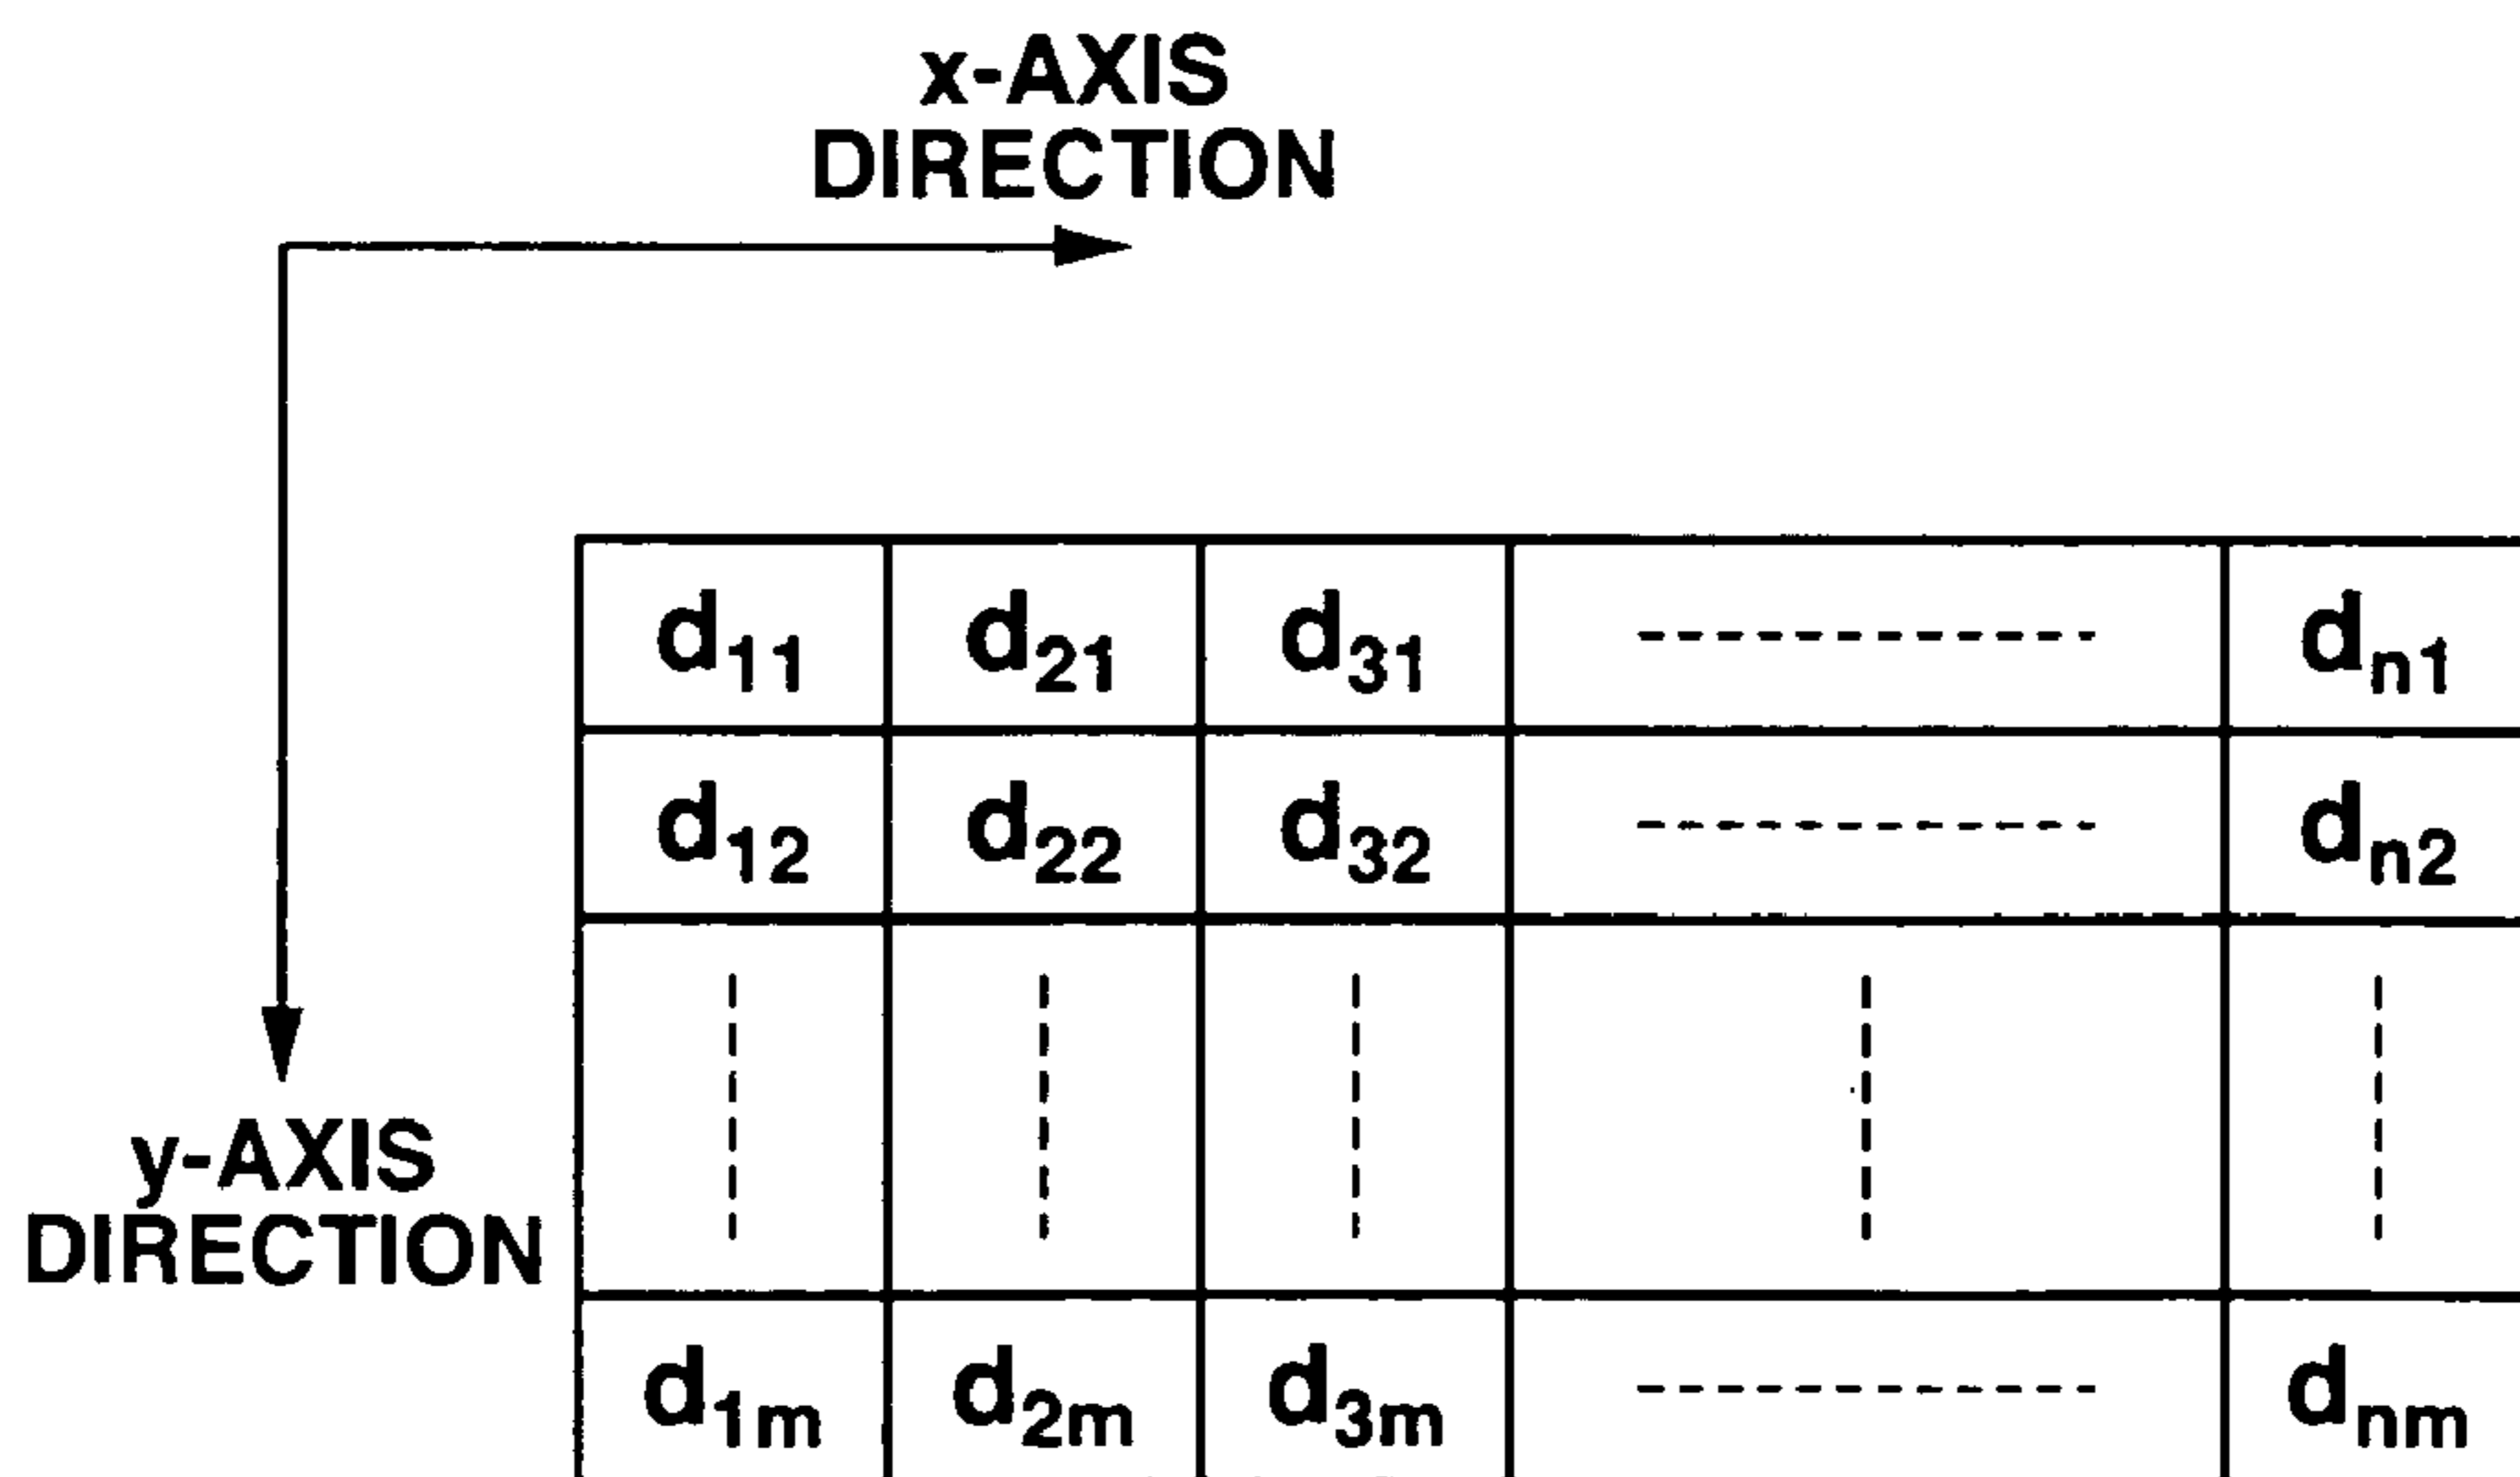 x-AXIS
DIRECTION
d11 d21 d31 ------------ dn1
d12 d22 d32 ------------ dn2
y-AXIS
DIRECTION
d1m d2m d3m ------------ dnm